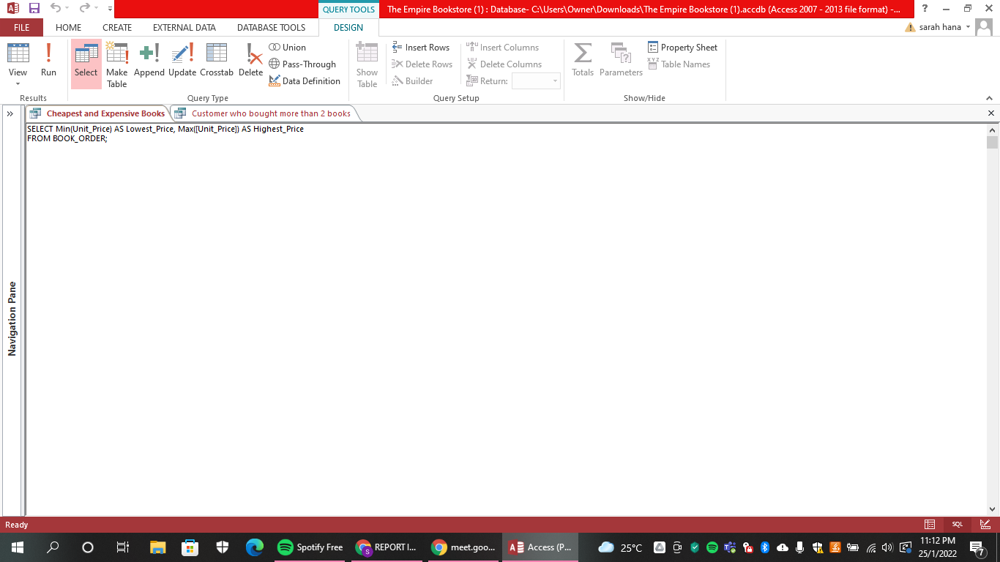 QUERY TOOLS
The Empire Bookstore (1) : Database- C:\Users\Owner\Downloads\The Empire Bookstore (1).accdb (Access 2007 - 2013 file format) -...
?
FILE HOME CREATE EXTERNAL DATA DATABASE TOOLS DESIGN
sarah hana
View
Run
Results
Select
Make Table
Append
Update
Crosstab
Delete
Union
Pass-Through
Data Definition
Query Type
Show Table
Insert Rows
Delete Rows
Builder
Insert Columns
Delete Columns
Return:
Query Setup
Totals
Parameters
Property Sheet
Table Names
Show/Hide
Cheapest and Expensive Books
Customer who bought more than 2 books
SELECT Min(Unit_Price) AS Lowest_Price, Max([Unit_Price]) AS Highest_Price
FROM BOOK_ORDER;
Navigation Pane
Ready
SQL
Spotify Free
REPORT I...
meet.goo...
Access (P...
25°C
11:12 PM
25/1/2022
7